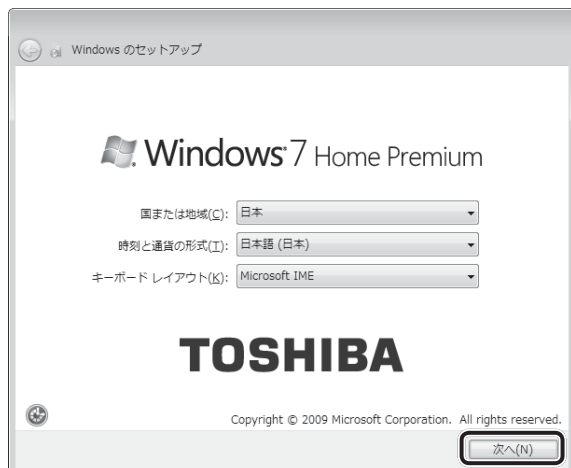 Windows のセットアップ
Windows 7 Home Premium
国または地域(C): 日本
時刻と通貨の形式(T): 日本語 (日本)
キーボード レイアウト(K): Microsoft IME
TOSHIBA
Copyright © 2009 Microsoft Corporation. All rights reserved.
次へ(N)